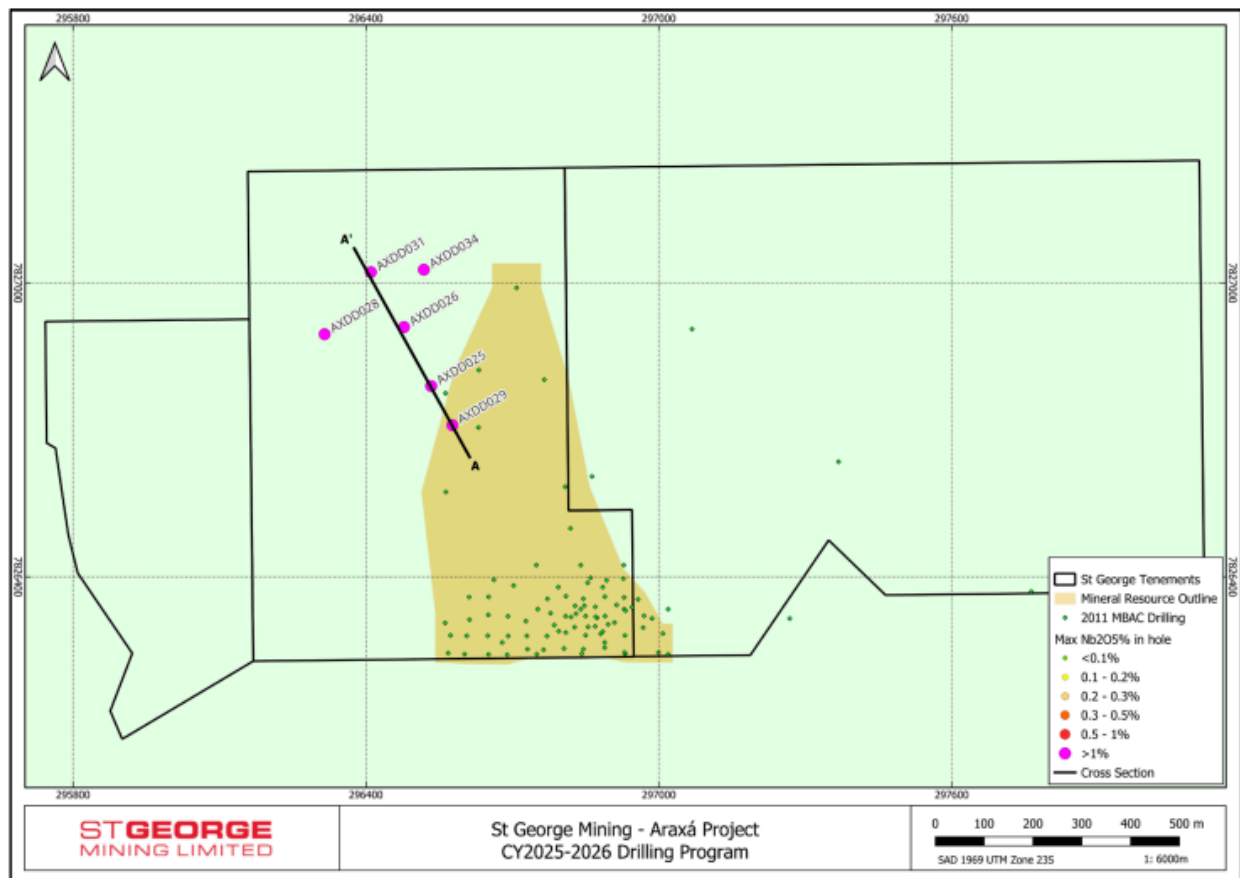 295800 296400 297000 297600
A'
AXDD031
AXDD034
7827000 7827000
AXDD028
AXDD026
AXDD025
AXDD029
A
7826400 7826400
St George Tenements
Mineral Resource Outline
2011 MBAC Drilling
Max Nb2O5% in hole
<0.1%
0.1 - 0.2%
0.2 - 0.3%
0.3 - 0.5%
0.5 - 1%
>1%
Cross Section
295800 296400 297000 297600
ST GEORGE
MINING LIMITED
St George Mining - Araxá Project
CY2025-2026 Drilling Program
0 100 200 300 400 500 m
SAD 1969 UTM Zone 23S 1: 6000m